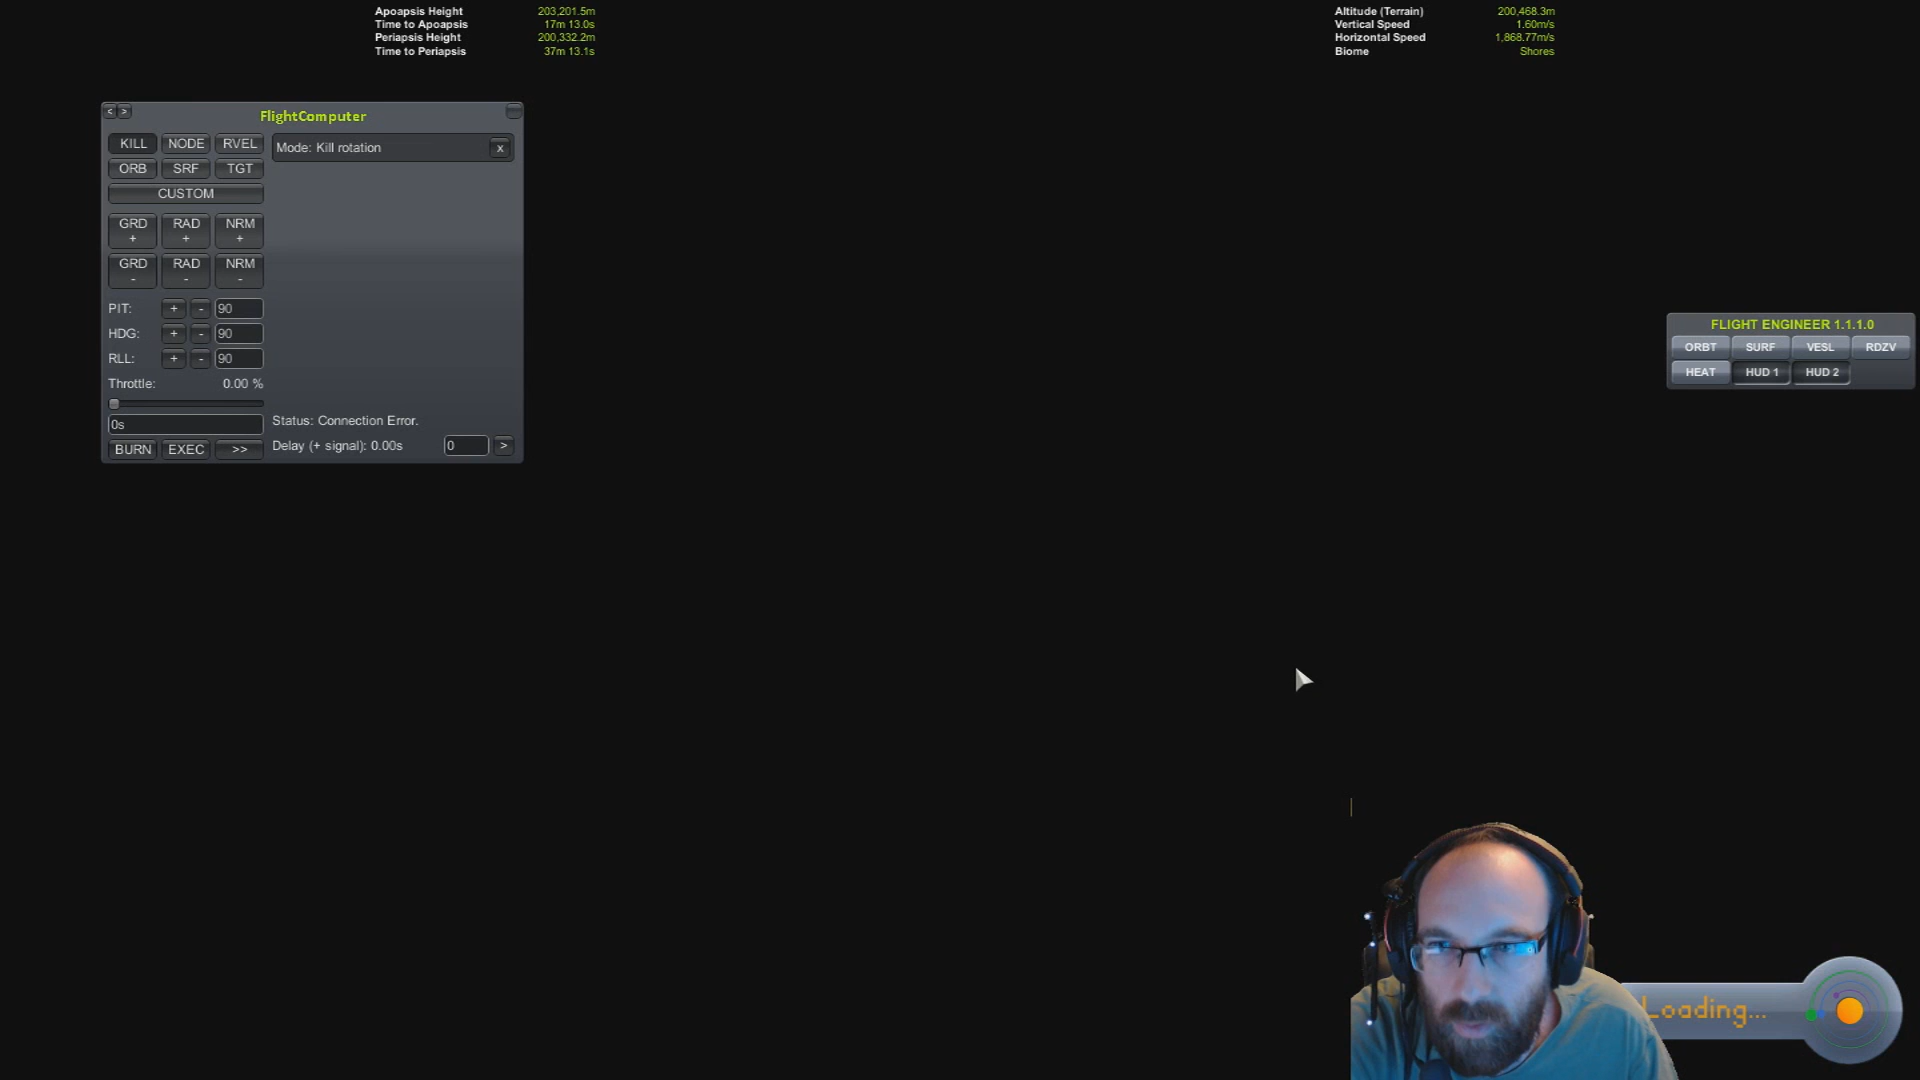 Apoapsis Height 203,201.5m
Time to Apoapsis 17m 13.0s
Periapsis Height 200,332.2m
Time to Periapsis 37m 13.1s
Altitude (Terrain) 200,468.3m
Vertical Speed 1.60m/s
Horizontal Speed 1,868.77m/s
Biome Shores
< > FlightComputer
KILL NODE RVEL
ORB SRF TGT
CUSTOM
GRD + RAD + NRM +
GRD - RAD - NRM -
PIT: + - 90
HDG: + - 90
RLL: + - 90
Throttle: 0.00 %
0s
BURN EXEC >>
Mode: Kill rotation x
Status: Connection Error.
Delay (+ signal): 0.00s 0 >
FLIGHT ENGINEER 1.1.1.0
ORBT SURF VESL RDZV
HEAT HUD 1 HUD 2
Loading...